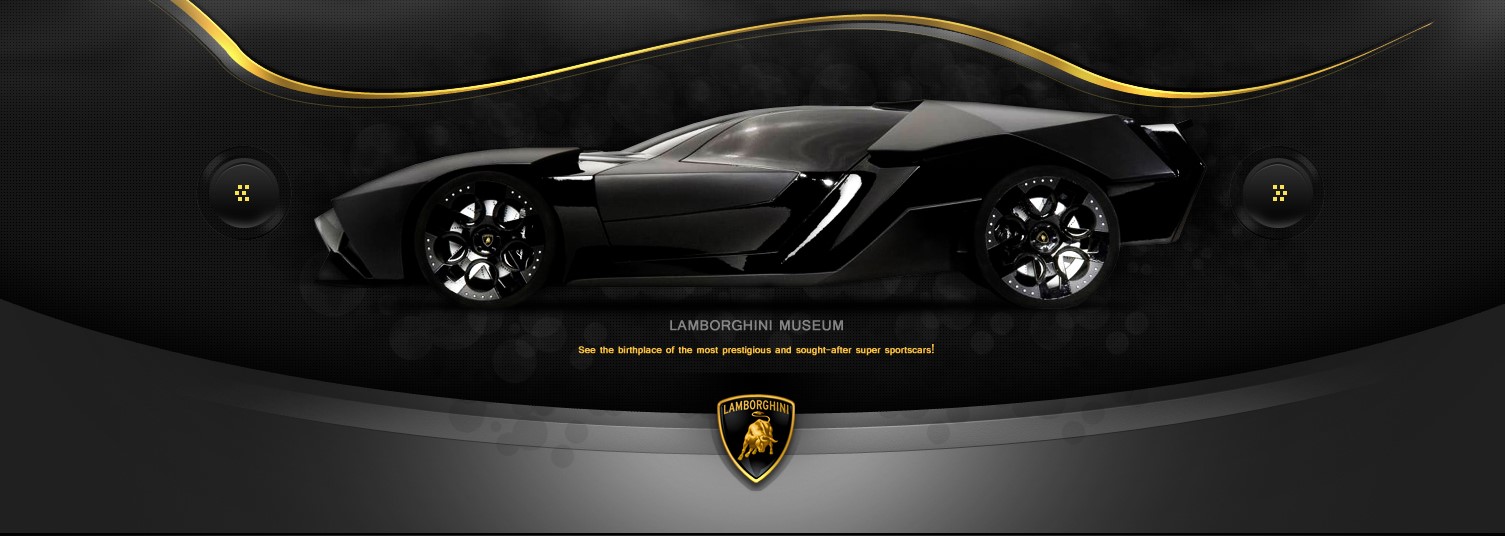 LAMBORGHINI MUSEUM
See the birthplace of the most prestigious and sought-after super sportscars!
LAMBORGHINI